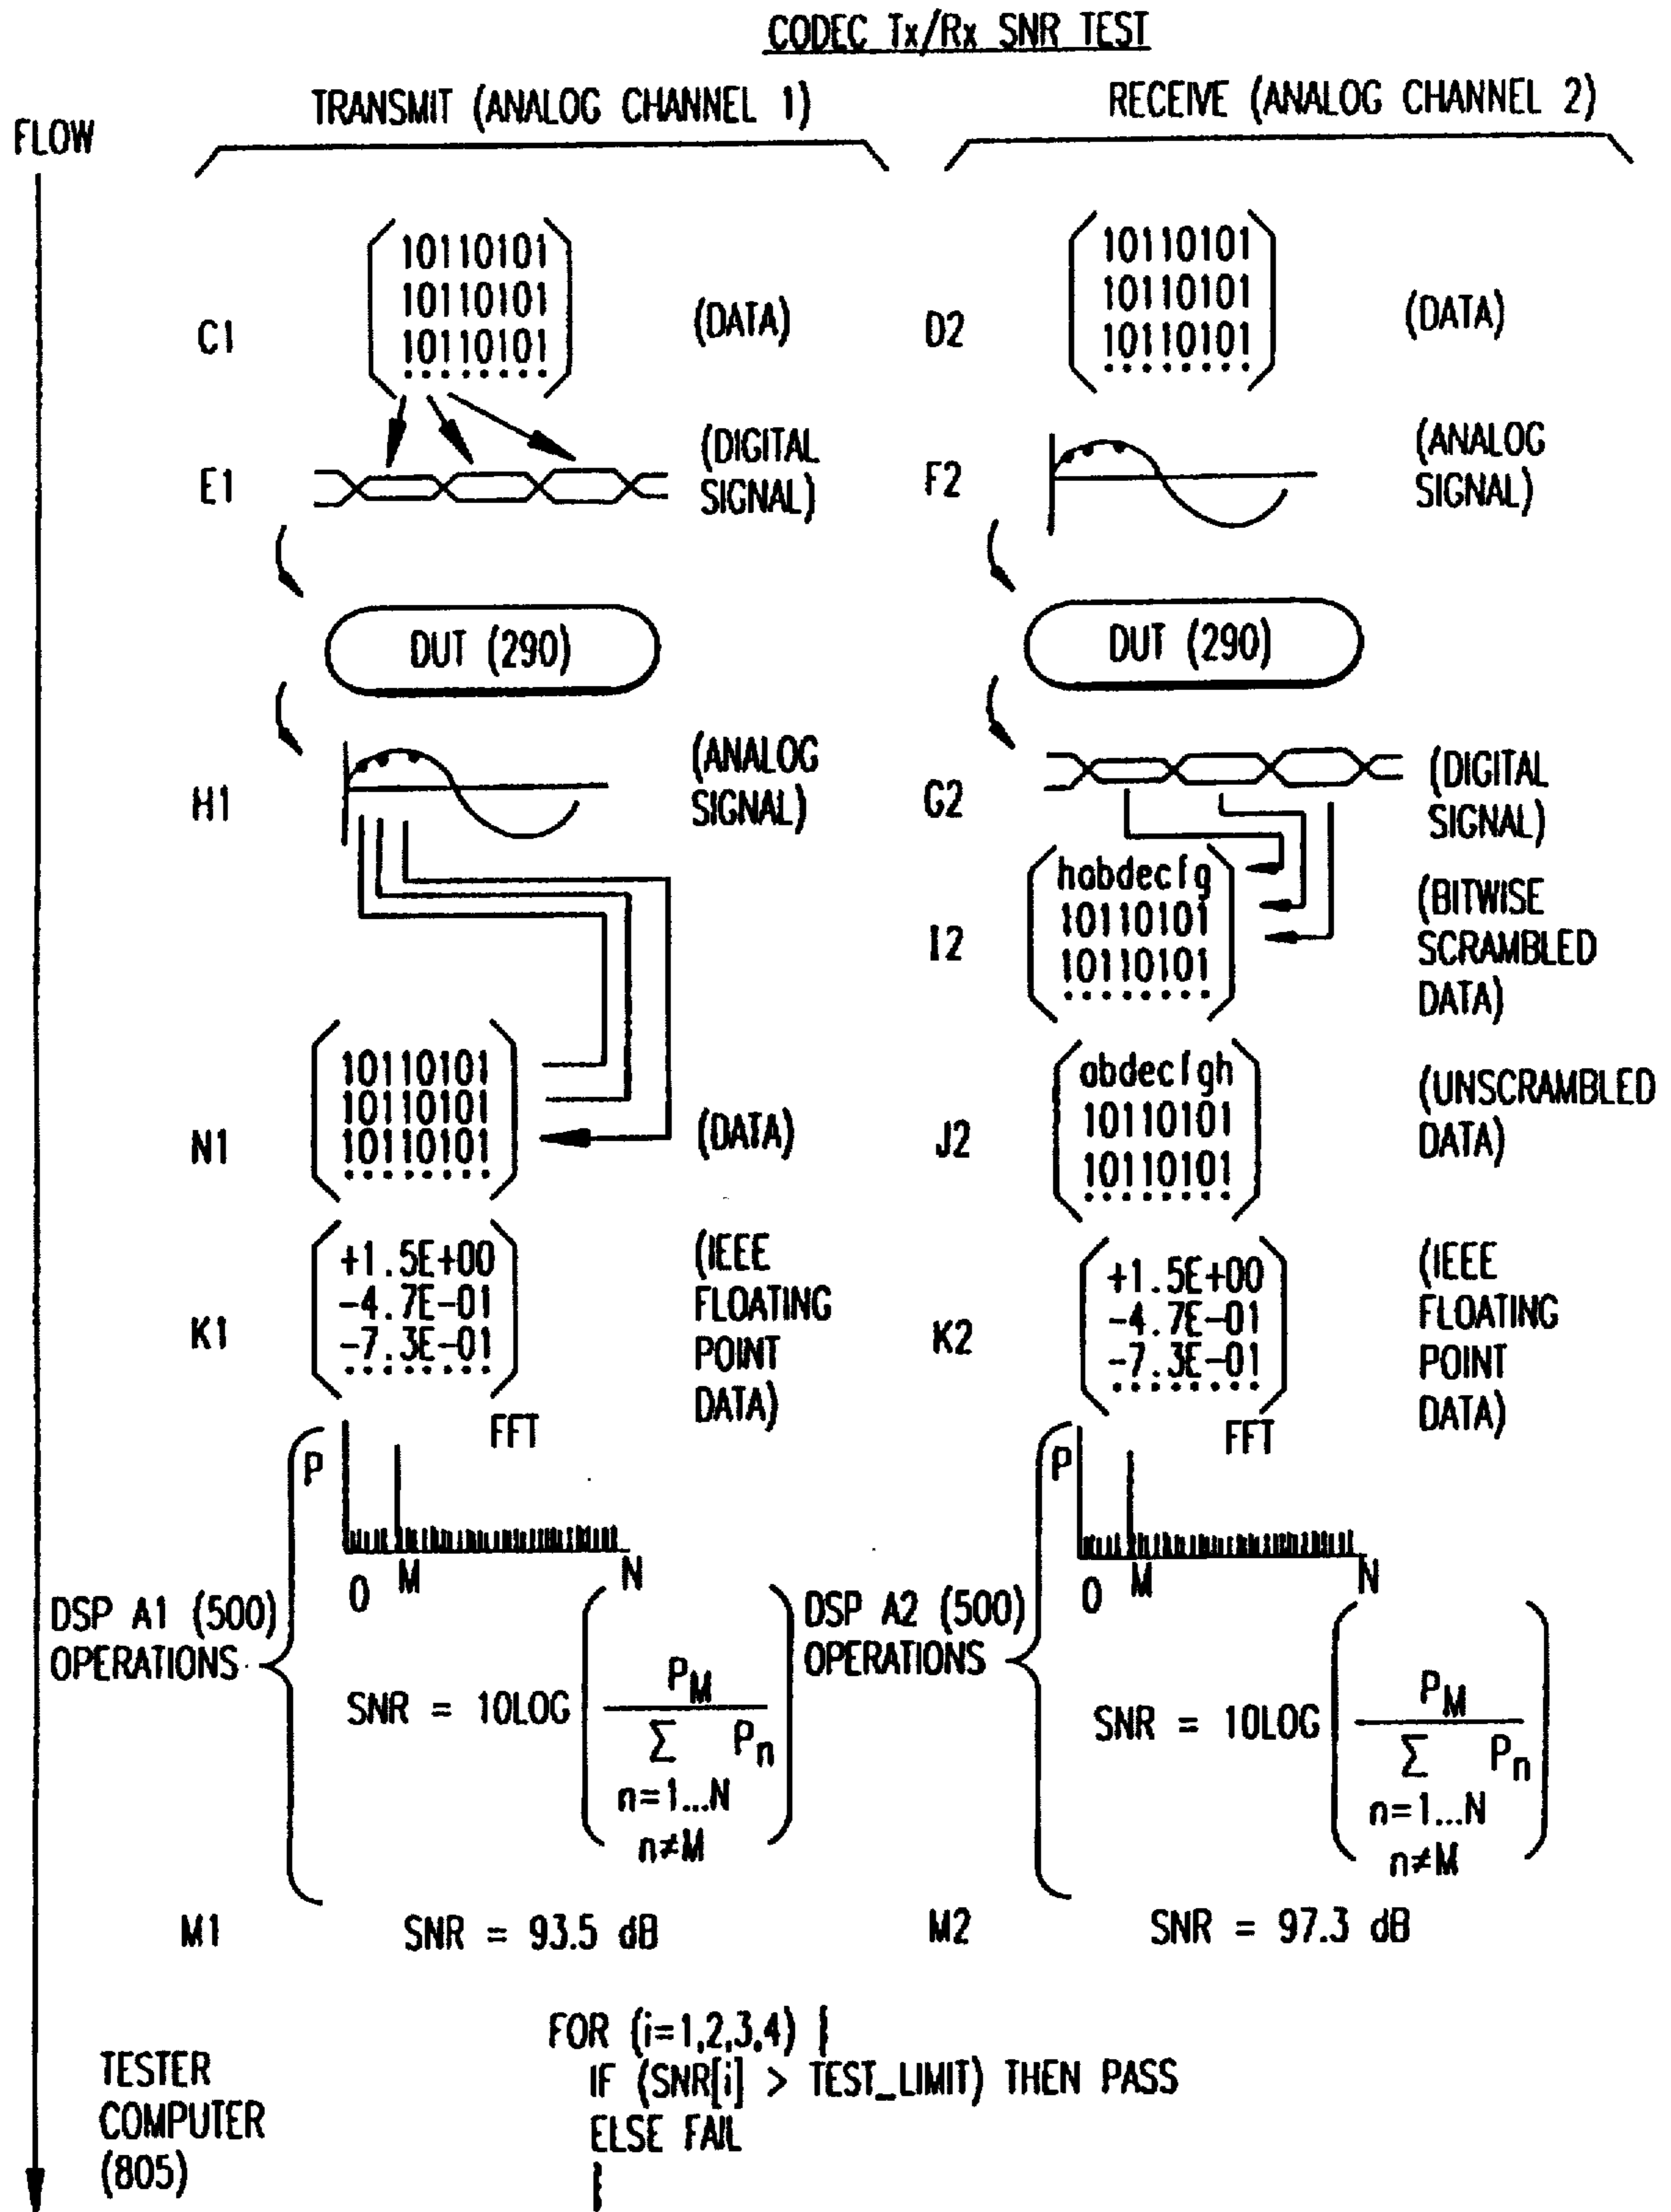 CODEC Tx/Rx SNR TEST
FLOW
TRANSMIT (ANALOG CHANNEL 1)
C1
10110101
10110101
10110101
........
(DATA)
E1
(DIGITAL
SIGNAL)
DUT (290)
H1
(ANALOG
SIGNAL)
N1
10110101
10110101
10110101
........
(DATA)
K1
+1.5E+00
-4.7E-01
-7.3E-01
........
(IEEE
FLOATING
POINT
DATA)
DSP A1 (500)
OPERATIONS
P
FFT
0 M N
SNR = 10LOG ( P_M / Σ P_n )
n=1...N
n≠M
M1
SNR = 93.5 dB
RECEIVE (ANALOG CHANNEL 2)
D2
10110101
10110101
10110101
........
(DATA)
F2
(ANALOG
SIGNAL)
DUT (290)
G2
(DIGITAL
SIGNAL)
I2
habdecfg
10110101
10110101
........
(BITWISE
SCRAMBLED
DATA)
J2
abdecfgh
10110101
10110101
........
(UNSCRAMBLED
DATA)
K2
+1.5E+00
-4.7E-01
-7.3E-01
........
(IEEE
FLOATING
POINT
DATA)
DSP A2 (500)
OPERATIONS
P
FFT
0 M N
SNR = 10LOG ( P_M / Σ P_n )
n=1...N
n≠M
M2
SNR = 97.3 dB
TESTER
COMPUTER
(805)
FOR (i=1,2,3,4) {
IF (SNR[i] > TEST_LIMIT) THEN PASS
ELSE FAIL
}